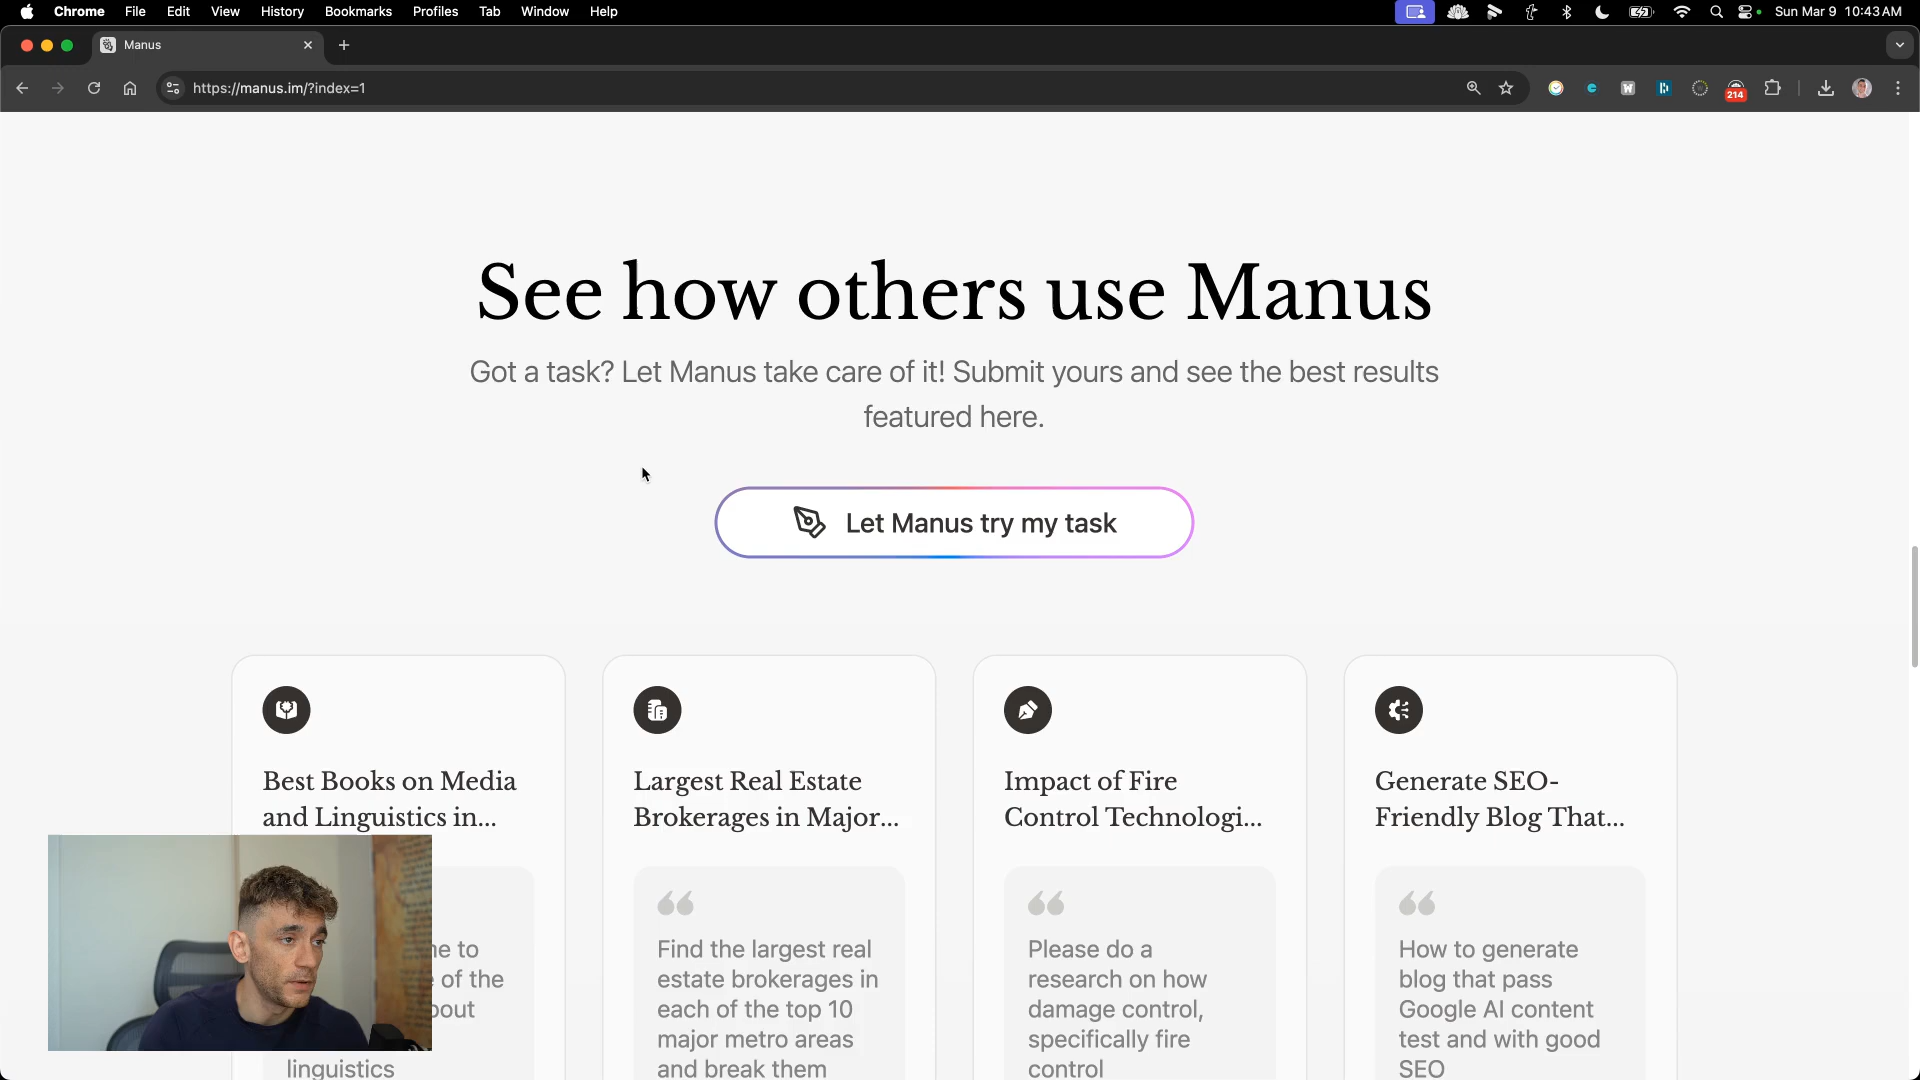 Chrome File Edit View History Bookmarks Profiles Tab Window Help Sun Mar 9 10:43 AM
Manus
https://manus.im/?index=1
214
See how others use Manus
Got a task? Let Manus take care of it! Submit yours and see the best results
featured here.
Let Manus try my task
Best Books on Media
and Linguistics in...
Largest Real Estate
Brokerages in Major...
Impact of Fire
Control Technologi...
Generate SEO-
Friendly Blog That...
to
of the
linguistics
Find the largest real
estate brokerages in
each of the top 10
major metro areas
and break them
Please do a
research on how
damage control,
specifically fire
control
How to generate
blog that pass
Google AI content
test and with good
SEO